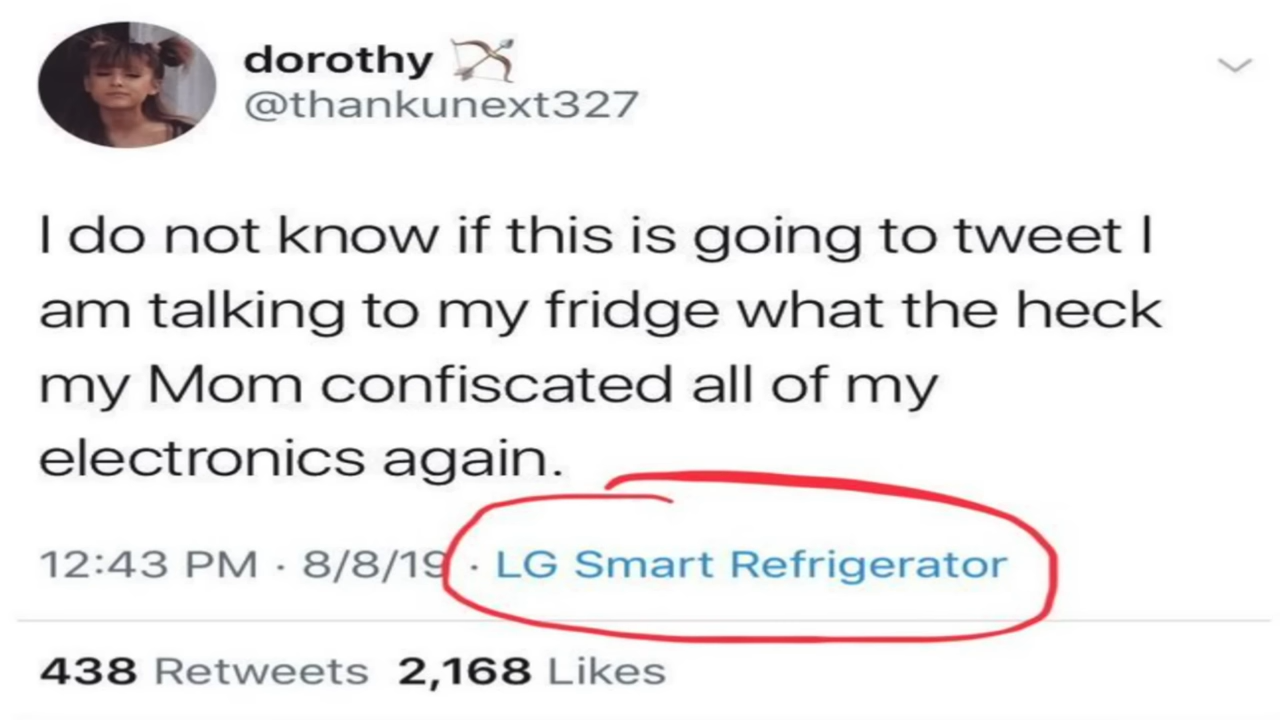 dorothy 🏹
@thankunext327
I do not know if this is going to tweet I
am talking to my fridge what the heck
my Mom confiscated all of my
electronics again.
12:43 PM · 8/8/19 · LG Smart Refrigerator
438 Retweets 2,168 Likes